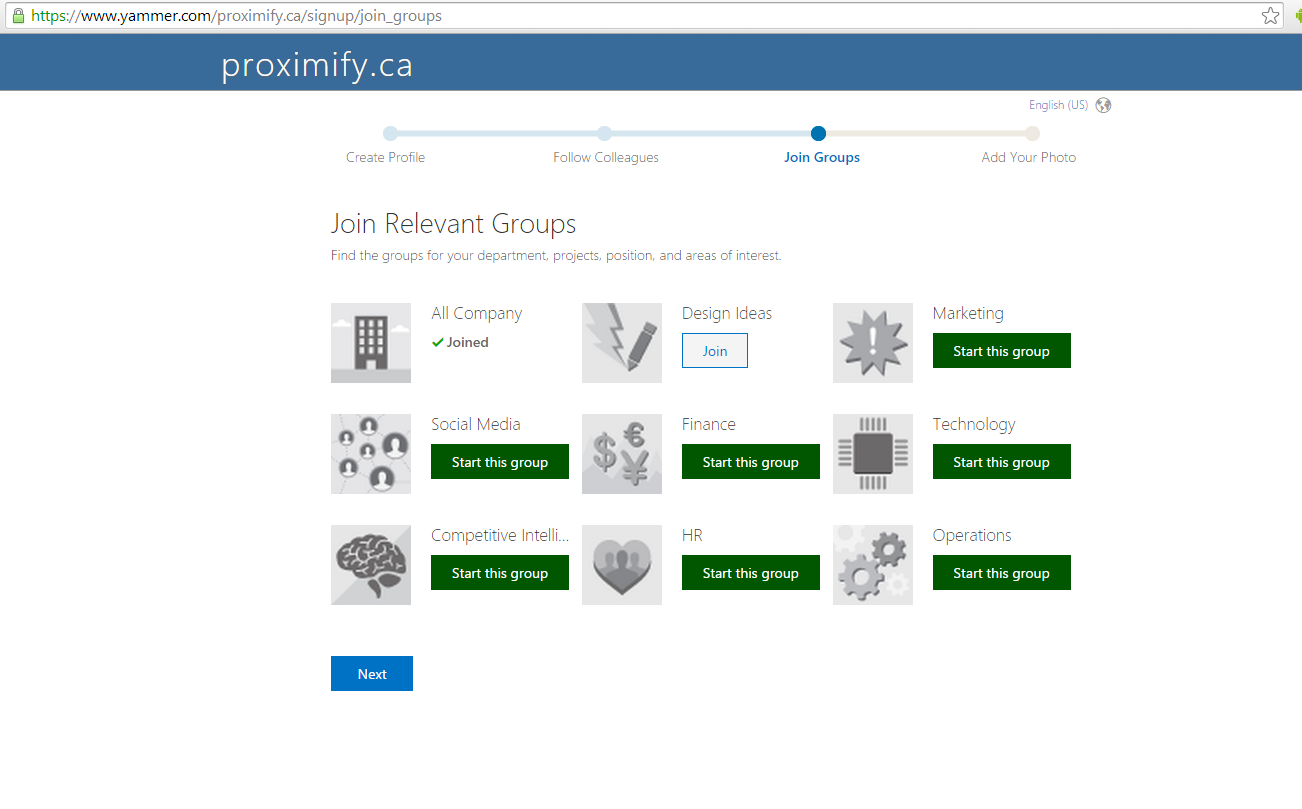 https://www.yammer.com/proximify.ca/signup/join_groups
proximify.ca
English (US)
Create Profile
Follow Colleagues
Join Groups
Add Your Photo
Join Relevant Groups
Find the groups for your department, projects, position, and areas of interest.
All Company
Joined
Design Ideas
Join
Marketing
Start this group
Social Media
Start this group
Finance
Start this group
Technology
Start this group
Competitive Intelli...
Start this group
HR
Start this group
Operations
Start this group
Next